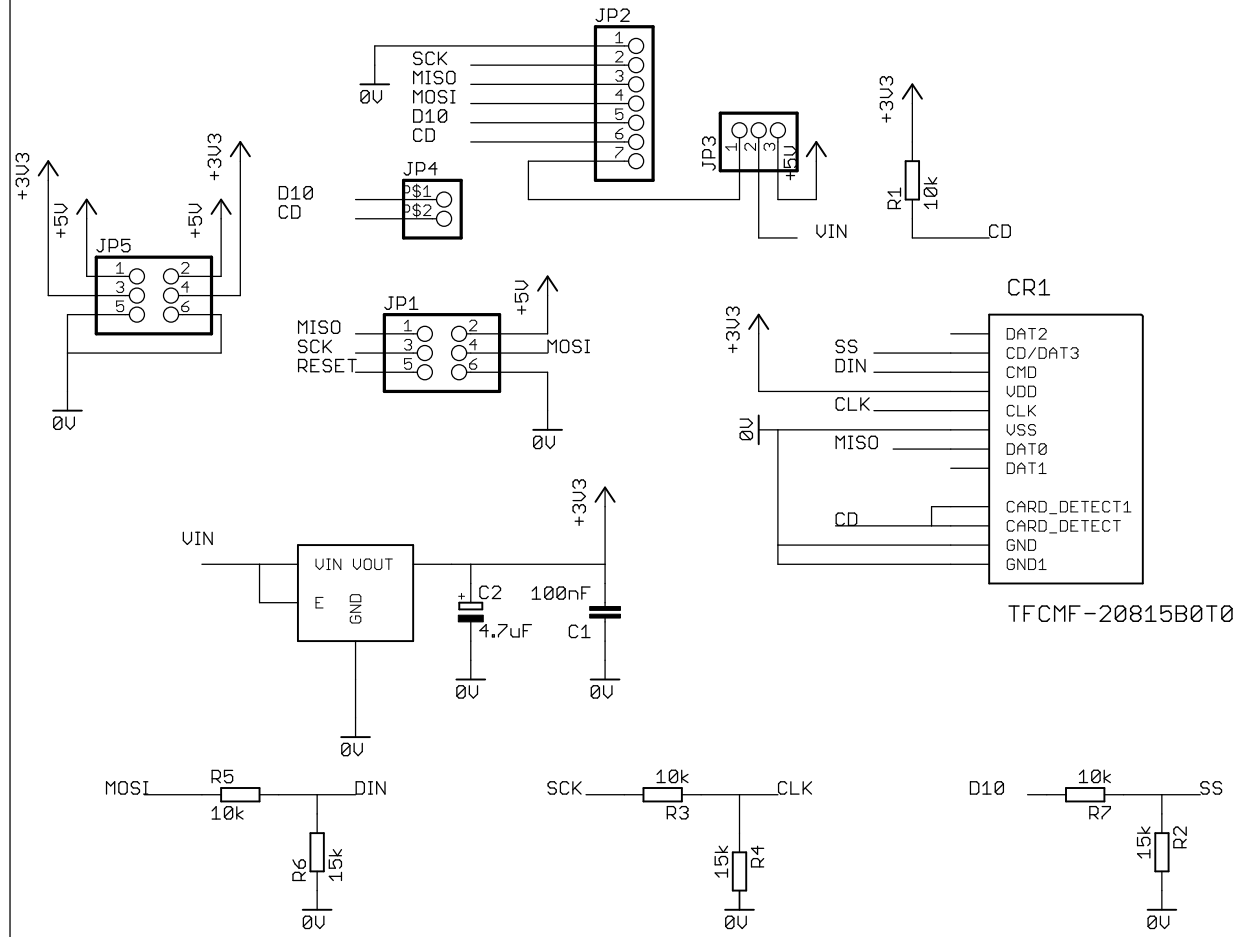 JP2
1
0V
SCK 2
MISO 3
MOSI 4
D10 5
CD 6
7
JP3
1 2 3
+5V
VIN
+3V3
R1
10k
CD
JP4
D10 P$1
CD P$2
+3V3
+5V
+5V
+3V3
JP5
1 2
3 4
5 6
0V
JP1
+5V
MISO 1 2
SCK 3 4 MOSI
RESET 5 6
0V
CR1
+3V3
DAT2
SS CD/DAT3
DIN CMD
VDD
CLK CLK
0V VSS
MISO DAT0
DAT1
CARD_DETECT1
CD CARD_DETECT
GND
GND1
TFCMF-20815B0T0
VIN
VIN VOUT
E
GND
0V
+ C2
4.7uF
0V
+3V3
100nF
C1
0V
MOSI R5 DIN
10k
R6
15k
0V
SCK 10k CLK
R3
15k
R4
0V
D10 10k SS
R7
15k
R2
0V